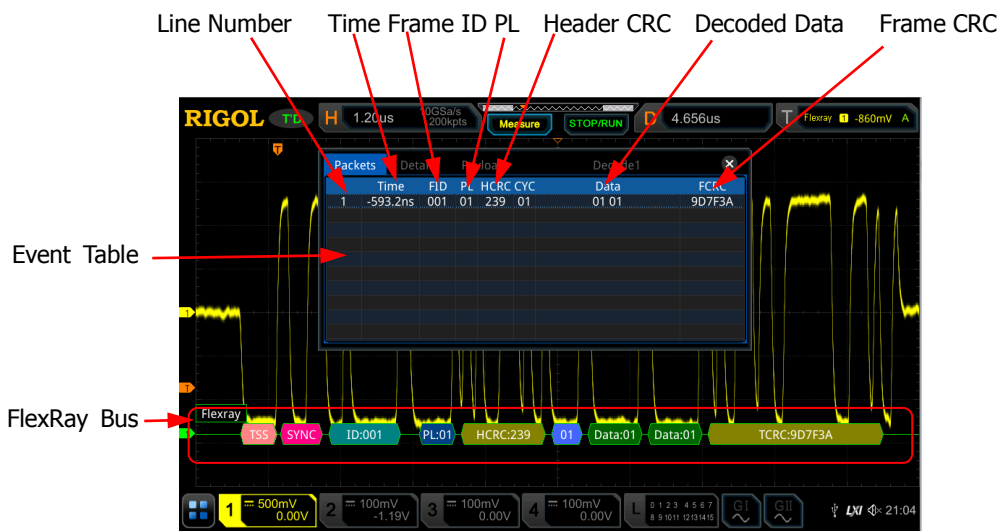 Line Number Time Frame ID PL Header CRC Decoded Data Frame CRC
RIGOL T'D H 1.20us 10GSa/s 200kpts Measure STOP/RUN D 4.656us T Flexray 1 -860mV A
T
Packets Detail Payload Decode1
Time FID PL HCRC CYC Data FCRC
1 -593.2ns 001 01 239 01 01 01 9D7F3A
Event Table
1
T
FlexRay Bus
Flexray
TSS SYNC ID:001 PL:01 HCRC:239 01 Data:01 Data:01 TCRC:9D7F3A
1 500mV 0.00V 2 100mV -1.19V 3 100mV 0.00V 4 100mV 0.00V L 0 1 2 3 4 5 6 7 8 9 10 11 12 13 14 15 GI GII LXI 21:04